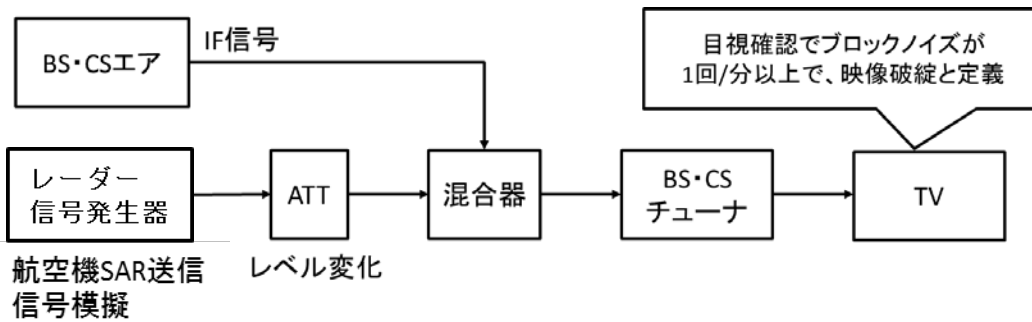 BS・CSエア
IF信号
目視確認でブロックノイズが
1回/分以上で、映像破綻と定義
レーダー
信号発生器
ATT
混合器
BS・CS
チューナ
TV
航空機SAR送信
信号模擬
レベル変化